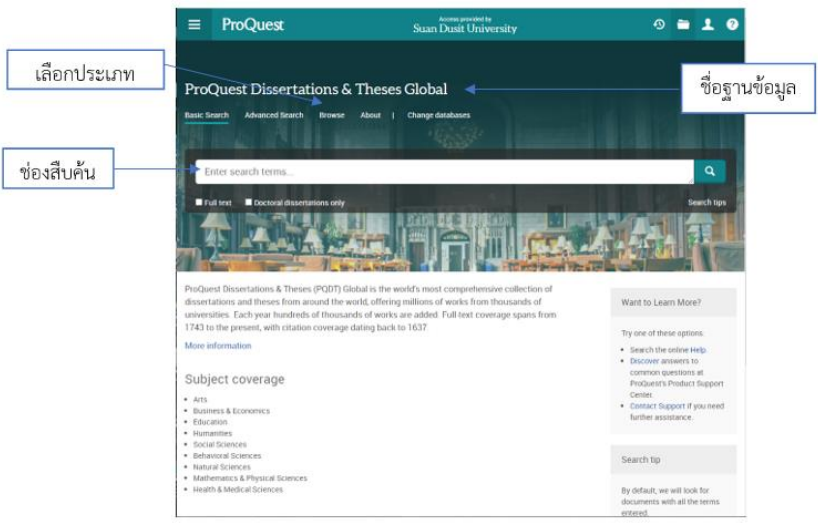 ProQuest
Access provided by
Suan Dusit University
เลือกประเภท
ProQuest Dissertations & Theses Global
ชื่อฐานข้อมูล
Basic Search Advanced Search Browse About | Change databases
ช่องสืบค้น
Enter search terms...
Full text Doctoral dissertations only Search tips
ProQuest Dissertations & Theses (PQDT) Global is the world's most comprehensive collection of
dissertations and theses from around the world, offering millions of works from thousands of
universities. Each year hundreds of thousands of works are added. Full-text coverage spans from
1743 to the present, with citation coverage dating back to 1637.
More information
Subject coverage
• Arts
• Business & Economics
• Education
• Humanities
• Social Sciences
• Behavioral Sciences
• Natural Sciences
• Mathematics & Physical Sciences
• Health & Medical Sciences
Want to Learn More?
Try one of these options.
• Search the online Help.
• Discover answers to
common questions at
ProQuest's Product Support
Center.
• Contact Support if you need
further assistance.
Search tip
By default, we will look for
documents with all the terms
entered.